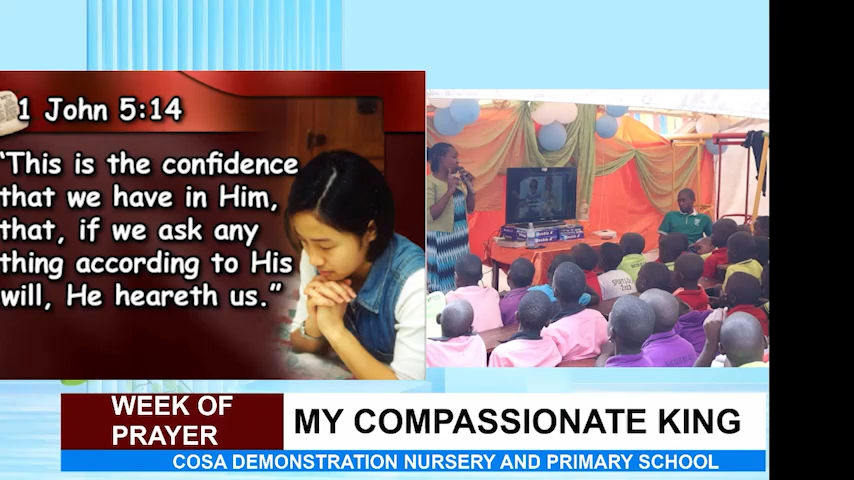 1 John 5:14
“This is the confidence
that we have in Him,
that, if we ask any
thing according to His
will, He heareth us.”
WEEK OF
PRAYER
MY COMPASSIONATE KING
COSA DEMONSTRATION NURSERY AND PRIMARY SCHOOL